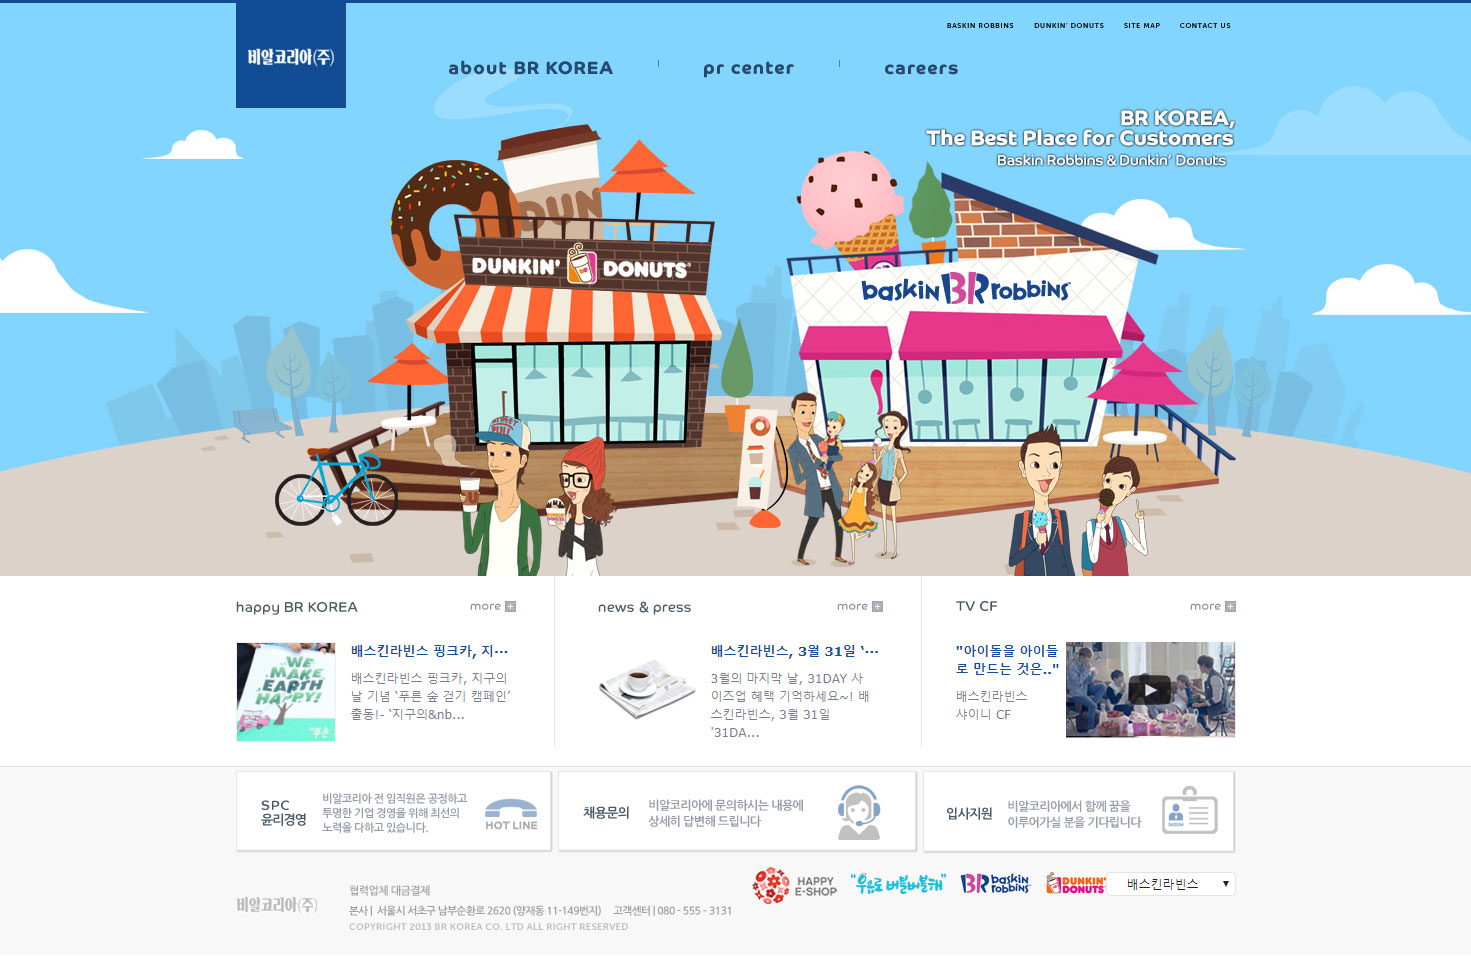 BASKIN ROBBINS
DUNKIN' DONUTS
SITE MAP
CONTACT US
비알코리아(주)
about BR KOREA
pr center
careers
BR KOREA,
The Best Place for Customers
Baskin Robbins & Dunkin' Donuts
DUN
DUNKIN' DONUTS
baskin BR robbins
happy BR KOREA
more
news & press
more
TV CF
more
WE
MAKE
EARTH
HAPPY!
배스킨라빈스 핑크카, 지…
배스킨라빈스 핑크카, 지구의
날 기념 ‘푸른 숲 걷기 캠페인’
출동!- ‘지구의&nb...
배스킨라빈스, 3월 31일 ‘…
3월의 마지막 날, 31DAY 사
이즈업 혜택 기억하세요~! 배
스킨라빈스, 3월 31일
'31DA...
"아이돌을 아이돌
로 만드는 것은.."
배스킨라빈스
샤이니 CF
SPC
윤리경영
비알코리아 전 임직원은 공정하고
투명한 기업 경영을 위해 최선의
노력을 다하고 있습니다.
HOT LINE
채용문의
비알코리아에 문의하시는 내용에
상세히 답변해 드립니다
입사지원
비알코리아에서 함께 꿈을
이루어가실 분을 기다립니다
비알코리아(주)
협력업체 대금결제
본사 | 서울시 서초구 남부순환로 2620 (양재동 11-149번지) 고객센터 | 080 - 555 - 3131
COPYRIGHT 2013 BR KOREA CO. LTD ALL RIGHT RESERVED
HAPPY
E-SHOP
baskin BR robbins
DUNKIN' DONUTS
배스킨라빈스